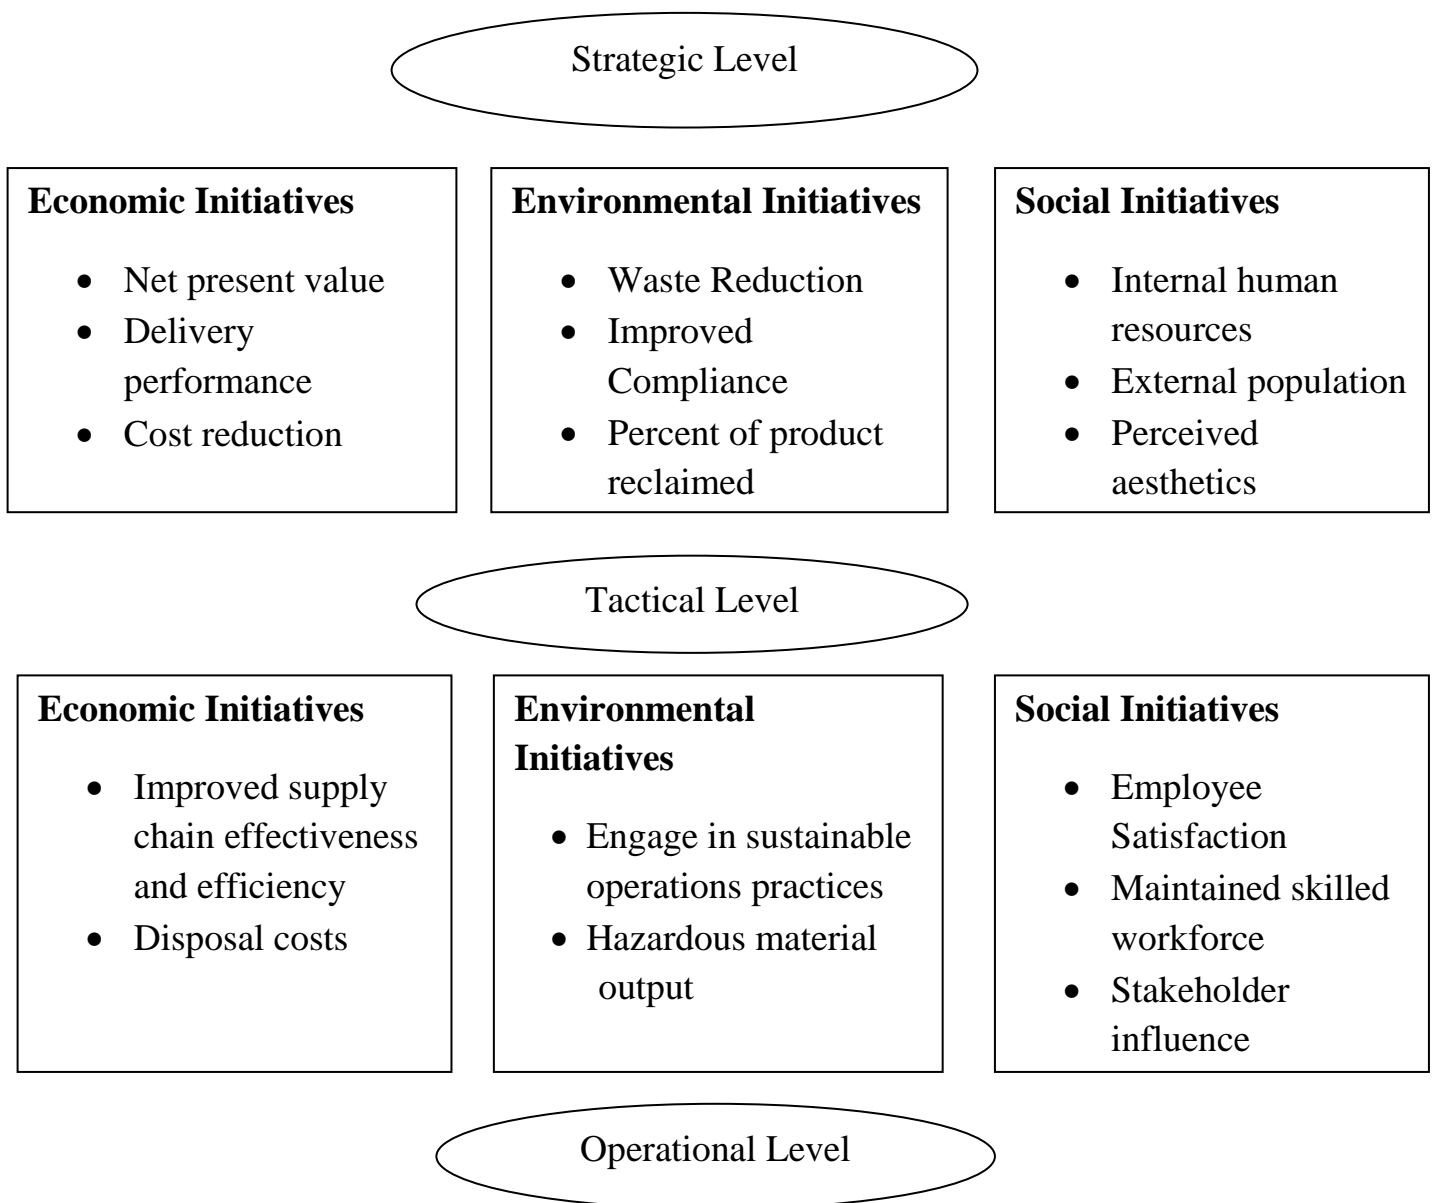 Strategic Level
Economic Initiatives
• Net present value
• Delivery
performance
• Cost reduction
Environmental Initiatives
• Waste Reduction
• Improved
Compliance
• Percent of product
reclaimed
Social Initiatives
• Internal human
resources
• External population
• Perceived
aesthetics
Tactical Level
Economic Initiatives
• Improved supply
chain effectiveness
and efficiency
• Disposal costs
Environmental
Initiatives
• Engage in sustainable
operations practices
• Hazardous material
output
Social Initiatives
• Employee
Satisfaction
• Maintained skilled
workforce
• Stakeholder
influence
Operational Level